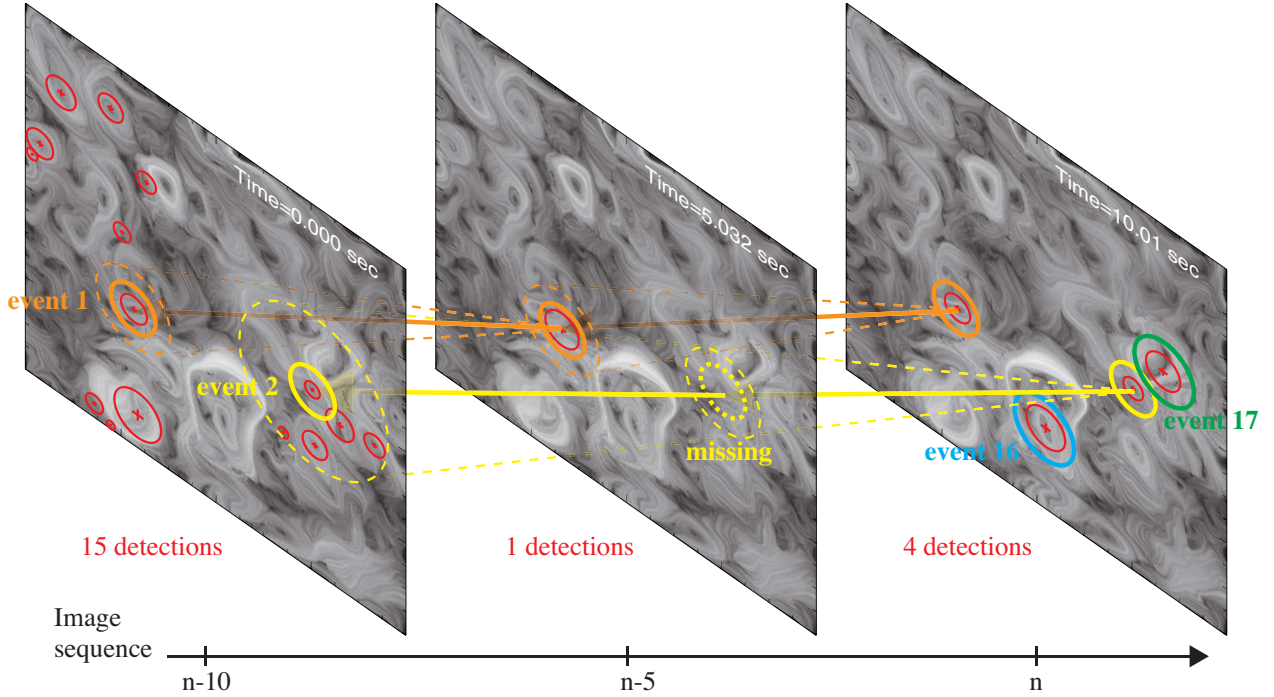 Time=0.000 sec
Time=5.032 sec
Time=10.01 sec
event 1
event 2
missing
event 16
event 17
15 detections
1 detections
4 detections
Image
sequence
n-10
n-5
n